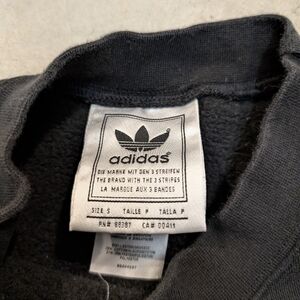 adidas
DIE MARKE MIT DEN 3 STREIFEN
THE BRAND WITH THE 3 STRIPES
LA MARQUE AUX 3 BANDES
SIZE S TAILLE P TALLA P
RN# 88387 CA# 00411